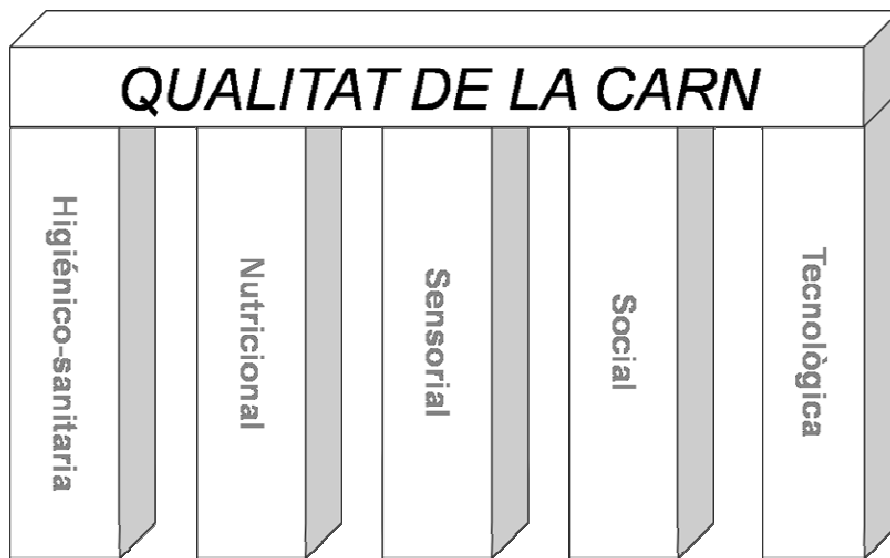 QUALITAT DE LA CARN
Higiénico-sanitaria
Nutricional
Sensorial
Social
Tecnològica